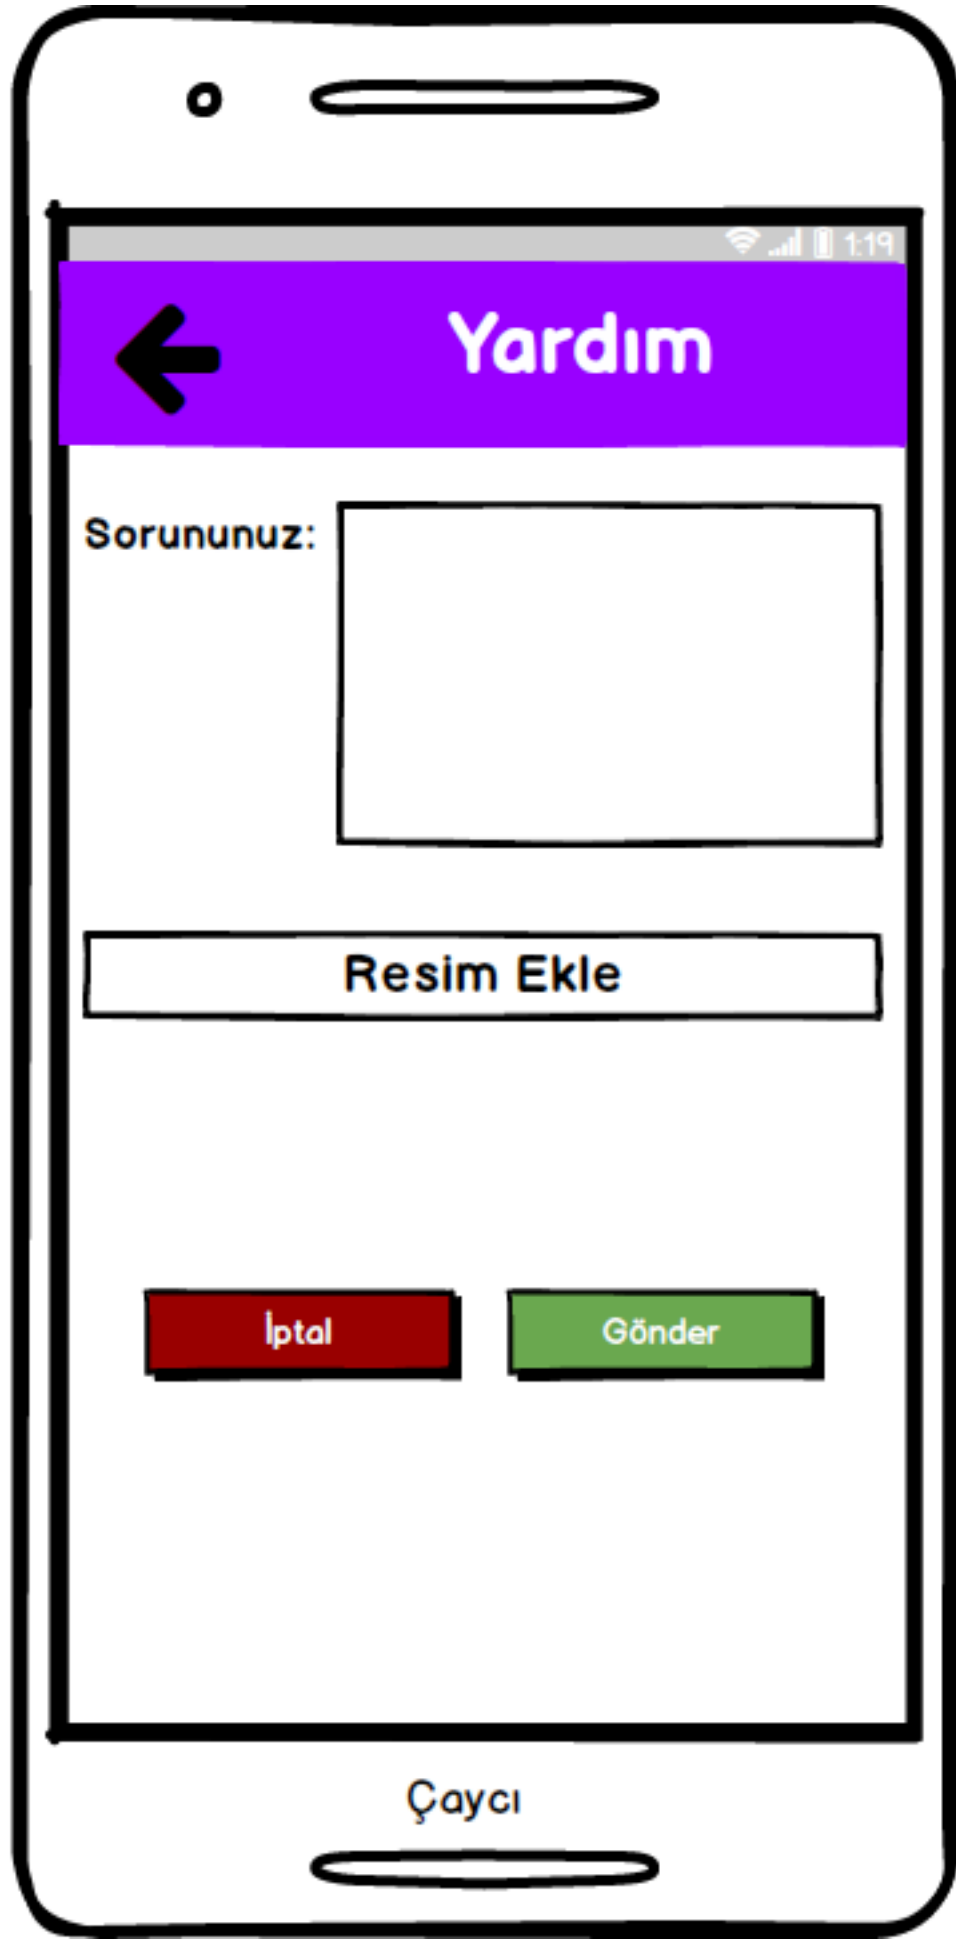 1:19
Yardım
Sorununuz:
Resim Ekle
İptal
Gönder
Çaycı